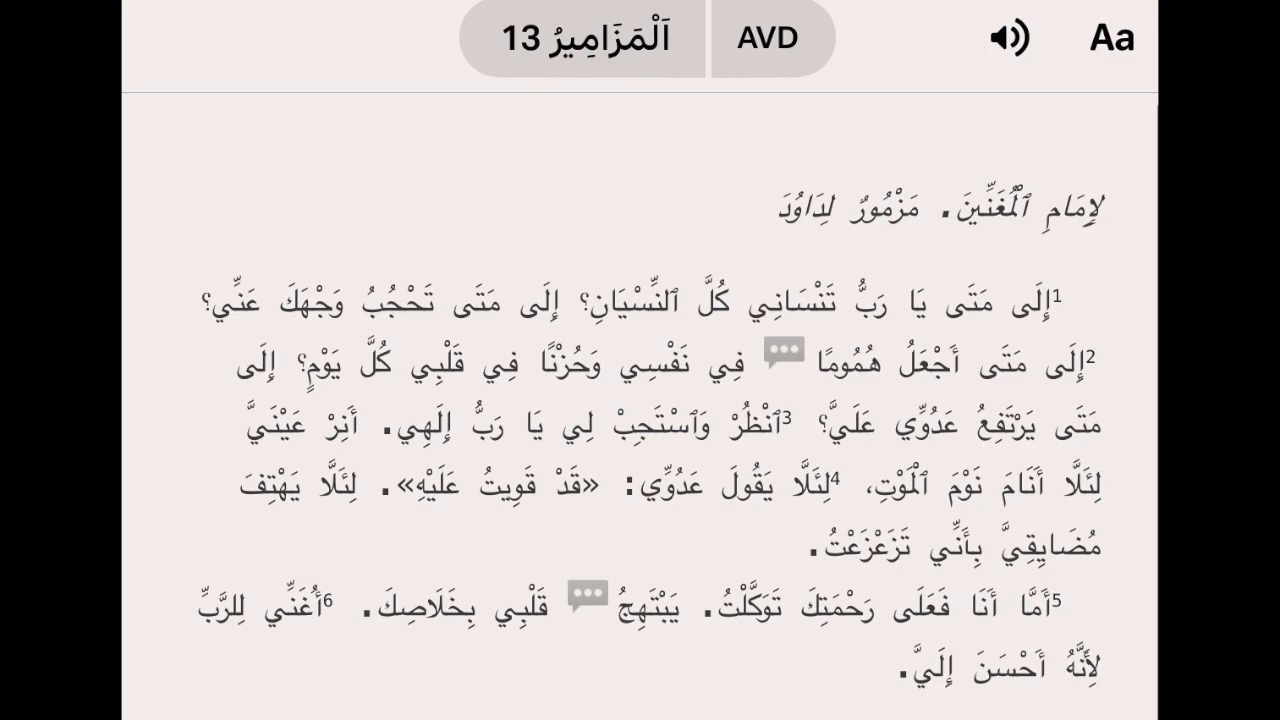 اَلْمَزَامِيرُ 13 AVD Aa
لِإِمَامِ ٱلْمُغَنِّينَ. مَزْمُورٌ لِدَاوُدَ
1إِلَى مَتَى يَا رَبُّ تَنْسَانِي كُلَّ ٱلنِّسْيَانِ؟ إِلَى مَتَى تَحْجُبُ وَجْهَكَ عَنِّي؟
2إِلَى مَتَى أَجْعَلُ هُمُومًا فِي نَفْسِي وَحُزْنًا فِي قَلْبِي كُلَّ يَوْمٍ؟ إِلَى
مَتَى يَرْتَفِعُ عَدُوِّي عَلَيَّ؟ 3ٱنْظُرْ وَٱسْتَجِبْ لِي يَا رَبُّ إِلَهِي. أَنِرْ عَيْنَيَّ
لِئَلَّا أَنَامَ نَوْمَ ٱلْمَوْتِ، 4لِئَلَّا يَقُولَ عَدُوِّي: «قَدْ قَوِيتُ عَلَيْهِ». لِئَلَّا يَهْتِفَ
مُضَايِقِيَّ بِأَنِّي تَزَعْزَعْتُ.
5أَمَّا أَنَا فَعَلَى رَحْمَتِكَ تَوَكَّلْتُ. يَبْتَهِجُ قَلْبِي بِخَلَاصِكَ. 6أُغَنِّي لِلرَّبِّ
لِأَنَّهُ أَحْسَنَ إِلَيَّ.